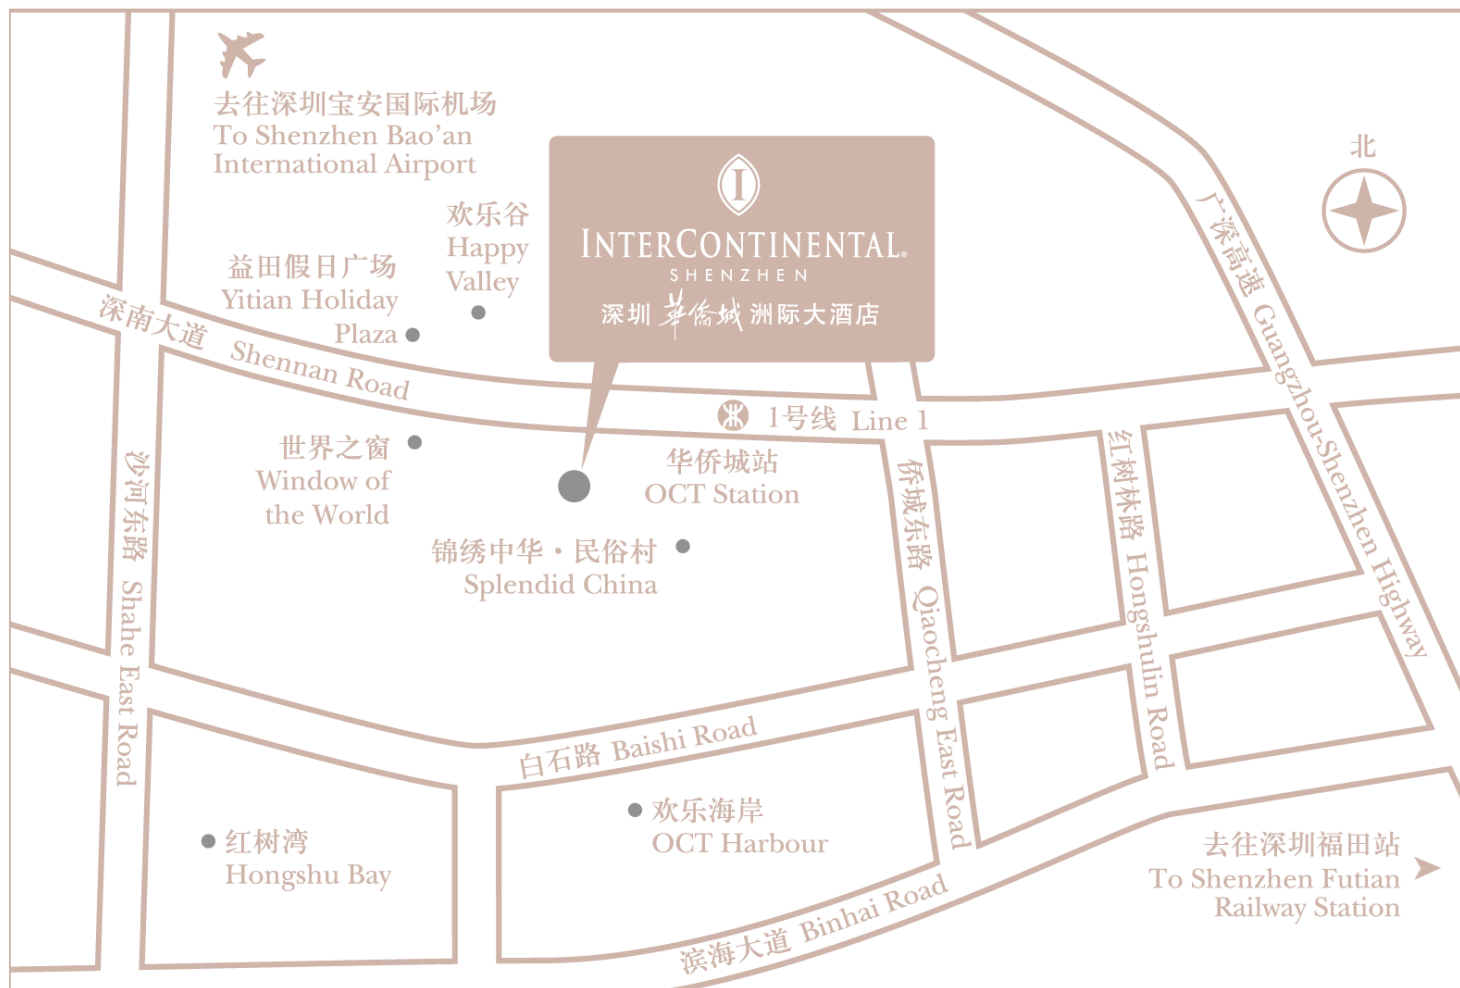 去往深圳宝安国际机场
To Shenzhen Bao’an
International Airport
北
欢乐谷
Happy
Valley
益田假日广场
Yitian Holiday
Plaza
I
INTERCONTINENTAL®
SHENZHEN
深圳 華僑城 洲际大酒店
深南大道 Shennan Road
广深高速 Guangzhou-Shenzhen Highway
1号线 Line 1
华侨城站
OCT Station
世界之窗
Window of
the World
锦绣中华·民俗村
Splendid China
沙河东路 Shahe East Road
侨城东路 Qiaocheng East Road
红树林路 Hongshulin Road
白石路 Baishi Road
欢乐海岸
OCT Harbour
红树湾
Hongshu Bay
滨海大道 Binhai Road
去往深圳福田站
To Shenzhen Futian
Railway Station